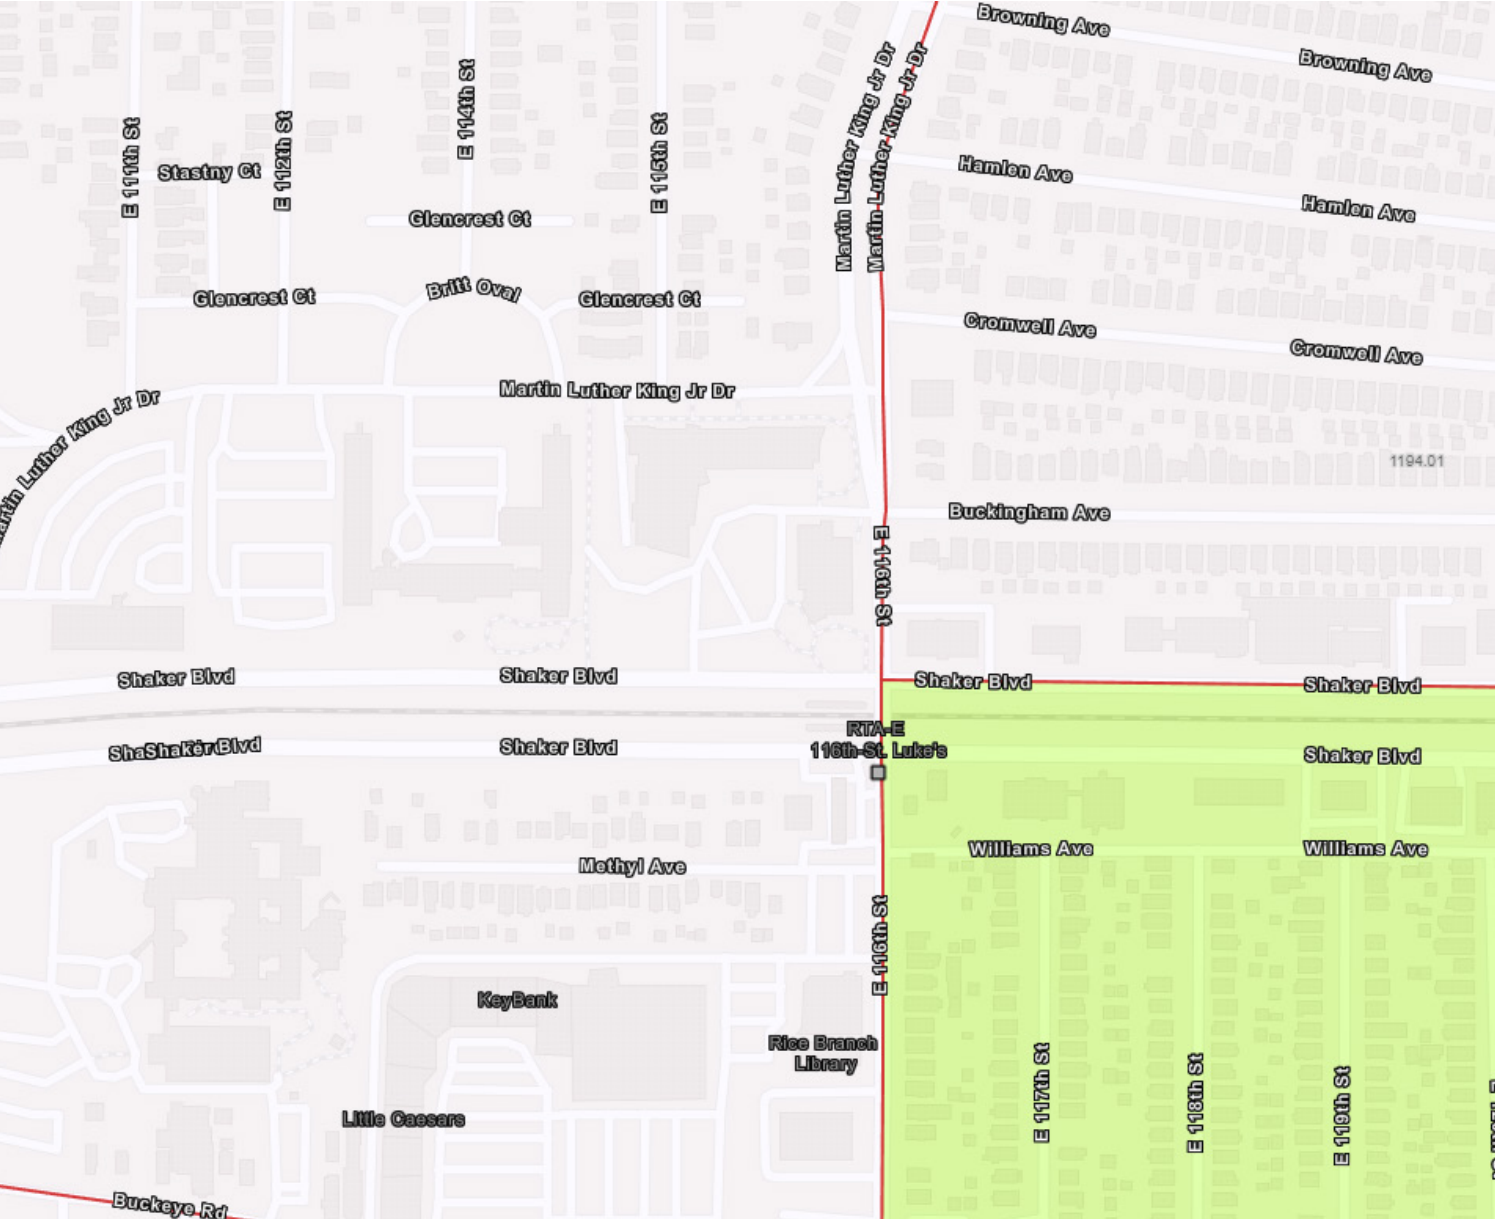 Browning Ave
Browning Ave
Martin Luther King Jr Dr
Martin Luther King Jr Dr
E 111th St
E 112th St
E 114th St
E 115th St
Stastny Ct
Hamlen Ave
Hamlen Ave
Glencrest Ct
Glencrest Ct
Britt Oval
Glencrest Ct
Cromwell Ave
Cromwell Ave
Martin Luther King Jr Dr
Martin Luther King Jr Dr
1194.01
Buckingham Ave
E 116th St
Shaker Blvd
Shaker Blvd
Shaker Blvd
Shaker Blvd
RTA-E
116th-St. Luke's
Shaker Blvd
Shaker Blvd
Shaker Blvd
Williams Ave
Williams Ave
Methyl Ave
E 116th St
KeyBank
Rice Branch
Library
E 117th St
E 118th St
E 119th St
Little Caesars
Buckeye Rd